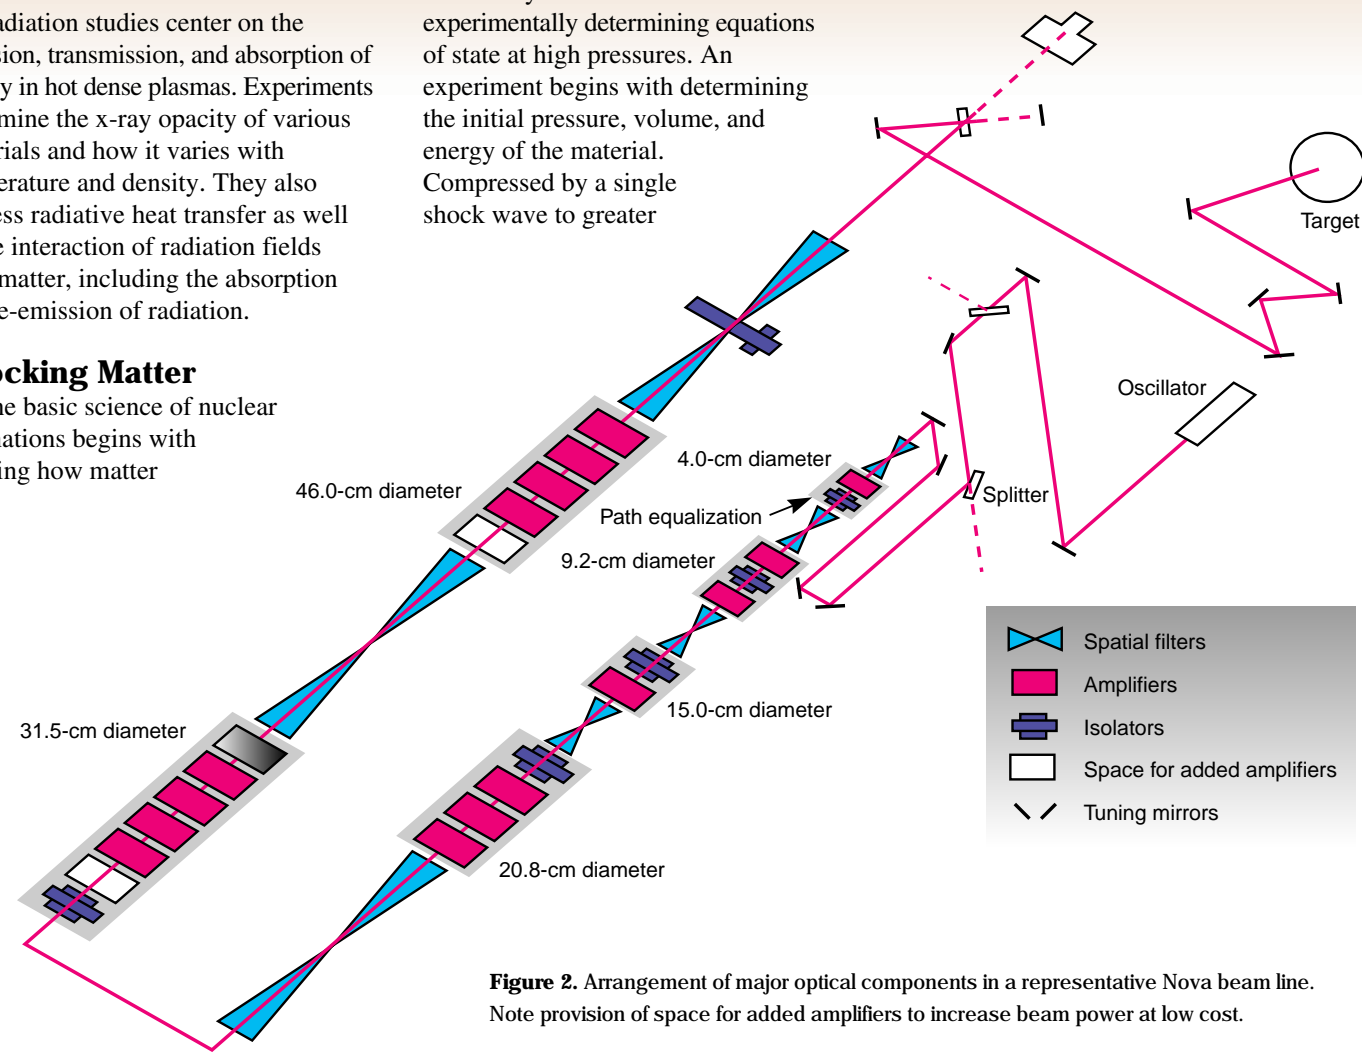 adiation studies center on the
sion, transmission, and absorption of
y in hot dense plasmas. Experiments
mine the x-ray opacity of various
rials and how it varies with
erature and density. They also
ess radiative heat transfer as well
e interaction of radiation fields
matter, including the absorption
e-emission of radiation.
ocking Matter
he basic science of nuclear
nations begins with
ing how matter
experimentally determining equations
of state at high pressures. An
experiment begins with determining
the initial pressure, volume, and
energy of the material.
Compressed by a single
shock wave to greater
Target
Oscillator
Splitter
4.0-cm diameter
Path equalization
9.2-cm diameter
46.0-cm diameter
15.0-cm diameter
31.5-cm diameter
20.8-cm diameter
Spatial filters
Amplifiers
Isolators
Space for added amplifiers
Tuning mirrors
Figure 2. Arrangement of major optical components in a representative Nova beam line.
Note provision of space for added amplifiers to increase beam power at low cost.